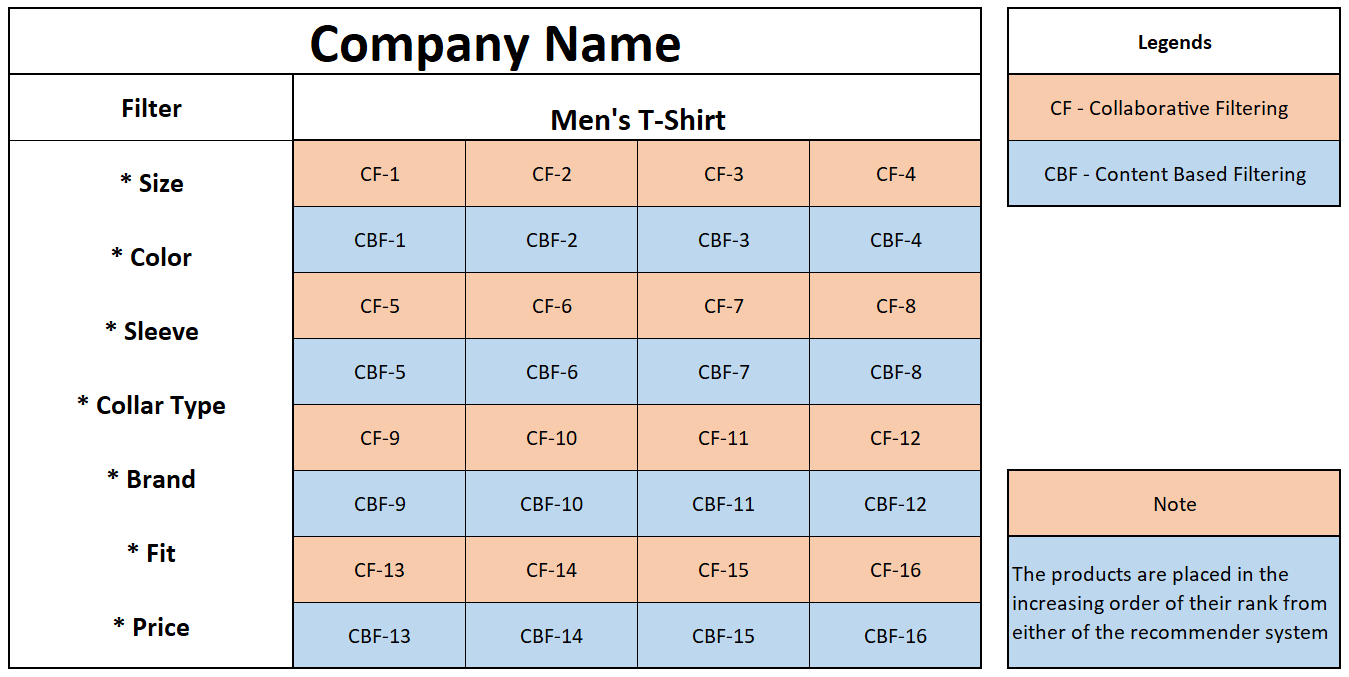 Company Name
Legends
Filter
Men's T-Shirt
CF - Collaborative Filtering
CBF - Content Based Filtering
* Size
* Color
* Sleeve
* Collar Type
* Brand
* Fit
* Price
CF-1 CF-2 CF-3 CF-4
CBF-1 CBF-2 CBF-3 CBF-4
CF-5 CF-6 CF-7 CF-8
CBF-5 CBF-6 CBF-7 CBF-8
CF-9 CF-10 CF-11 CF-12
CBF-9 CBF-10 CBF-11 CBF-12
CF-13 CF-14 CF-15 CF-16
CBF-13 CBF-14 CBF-15 CBF-16
Note
The products are placed in the
increasing order of their rank from
either of the recommender system